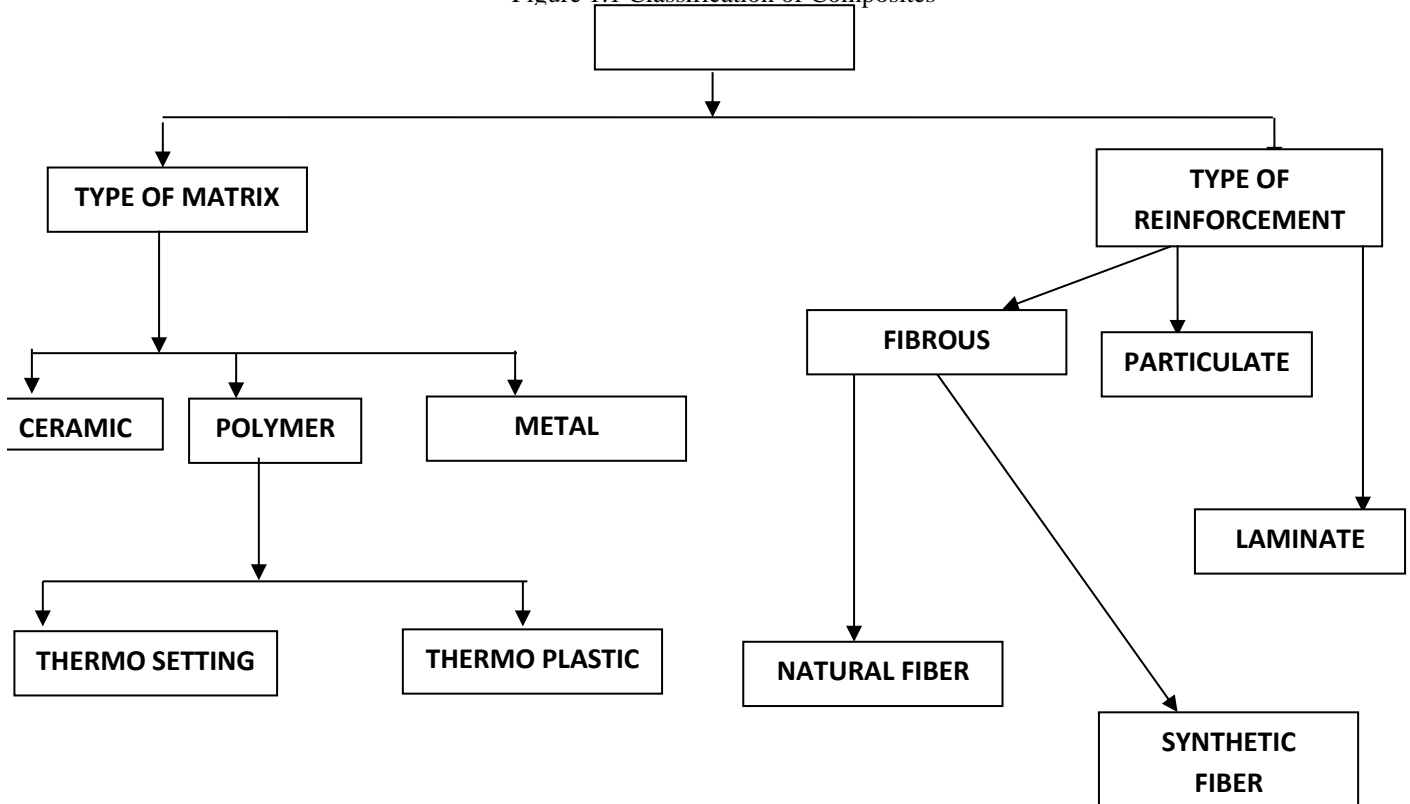 Figure 1.1 Classification of Composites
TYPE OF MATRIX
TYPE OF
REINFORCEMENT
FIBROUS
PARTICULATE
CERAMIC
POLYMER
METAL
LAMINATE
THERMO SETTING
THERMO PLASTIC
NATURAL FIBER
SYNTHETIC
FIBER